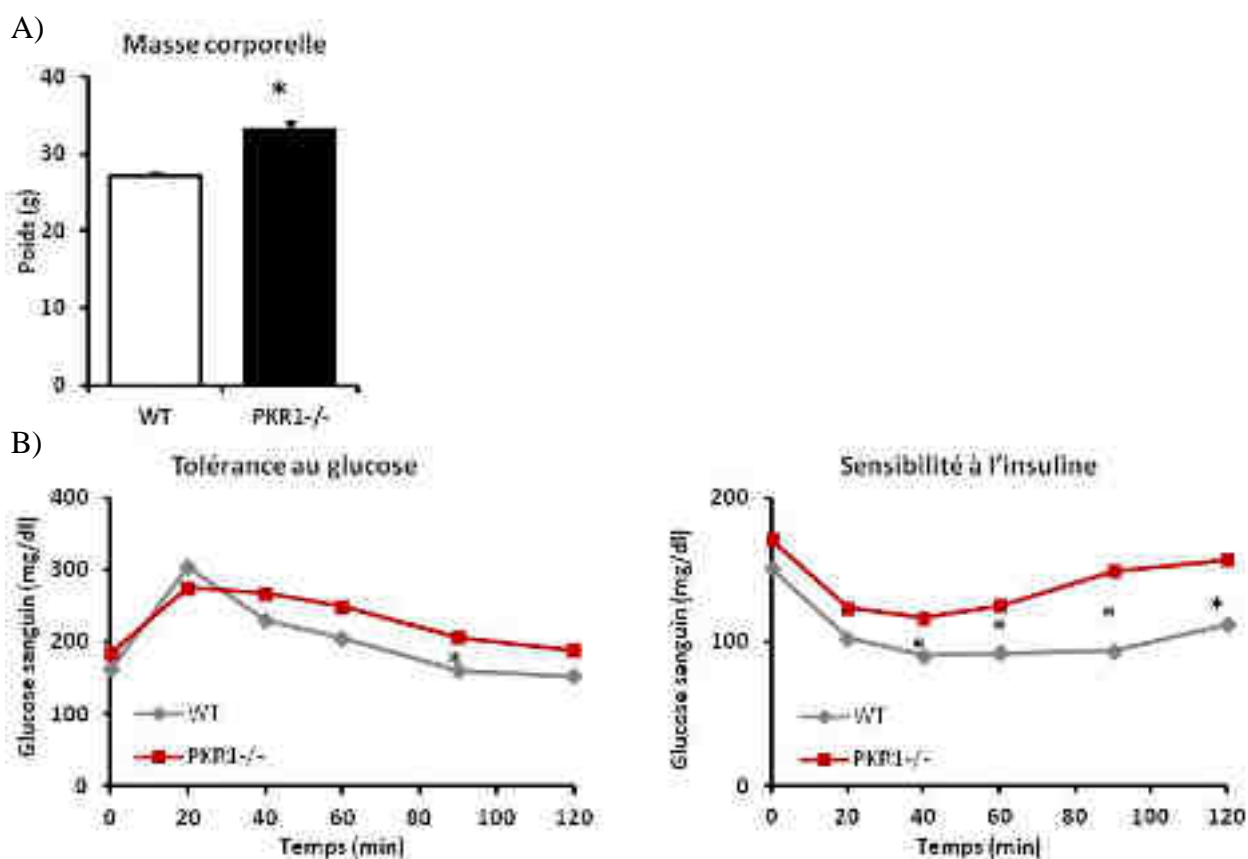 A)
Masse corporelle
*
40
30
20
10
0
Poids (g)
WT PKR1-/-
B)
Tolérance au glucose
400
300
200
100
0
Glucose sanguin (mg/dl)
*
WT
PKR1-/-
0 20 40 60 80 100 120
Temps (min)
Sensibilité à l'insuline
200
100
0
Glucose sanguin (mg/dl)
* * * *
WT
PKR1-/-
0 20 40 60 80 100 120
Temps (min)